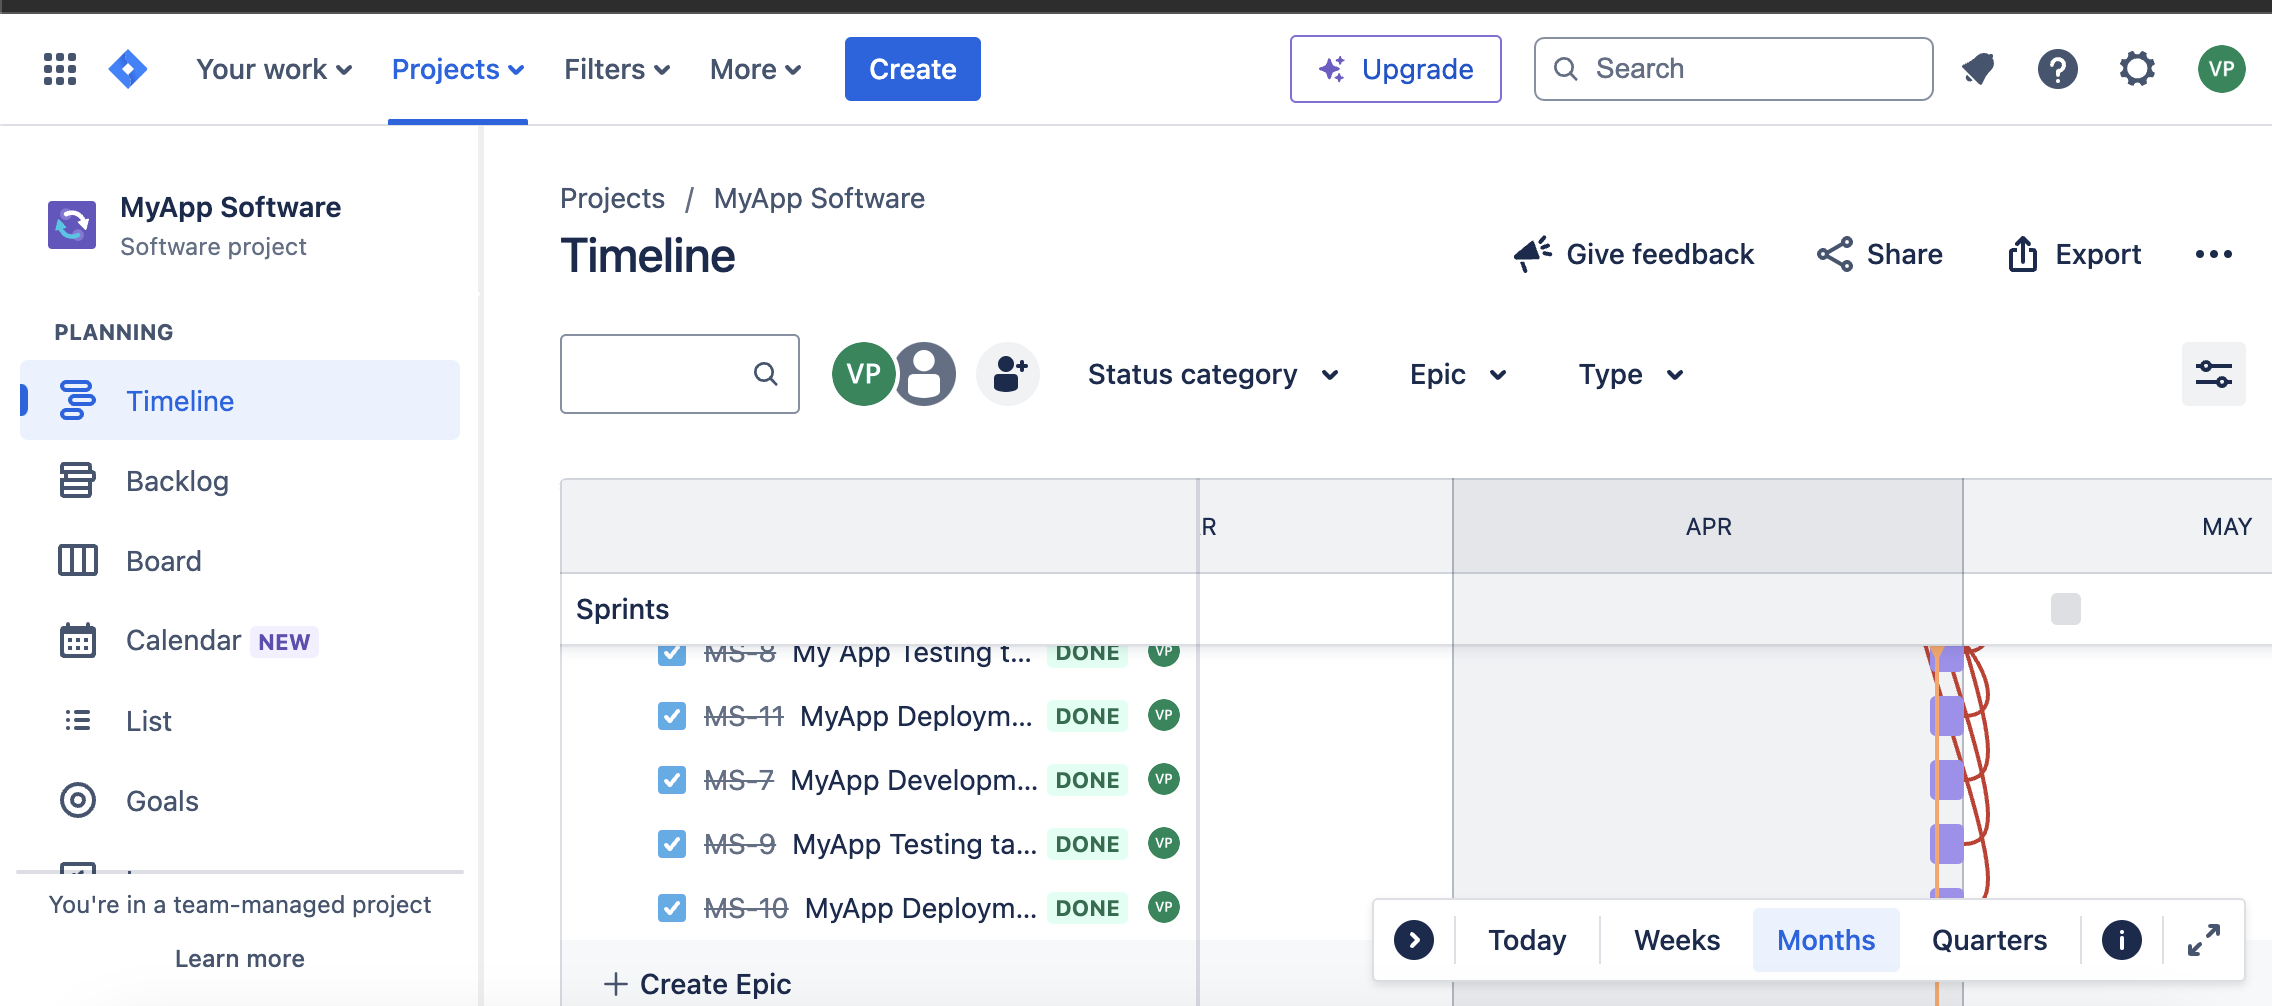 Your work Projects Filters More Create Upgrade Search VP
MyApp Software
Software project
PLANNING
Timeline
Backlog
Board
Calendar NEW
List
Goals
You're in a team-managed project
Learn more
Projects / MyApp Software
Timeline
Give feedback Share Export
VP Status category Epic Type
R APR MAY
Sprints
MS-8 My App Testing t... DONE VP
MS-11 MyApp Deploym... DONE VP
MS-7 MyApp Developm... DONE VP
MS-9 MyApp Testing ta... DONE VP
MS-10 MyApp Deploym... DONE VP
+ Create Epic
Today Weeks Months Quarters